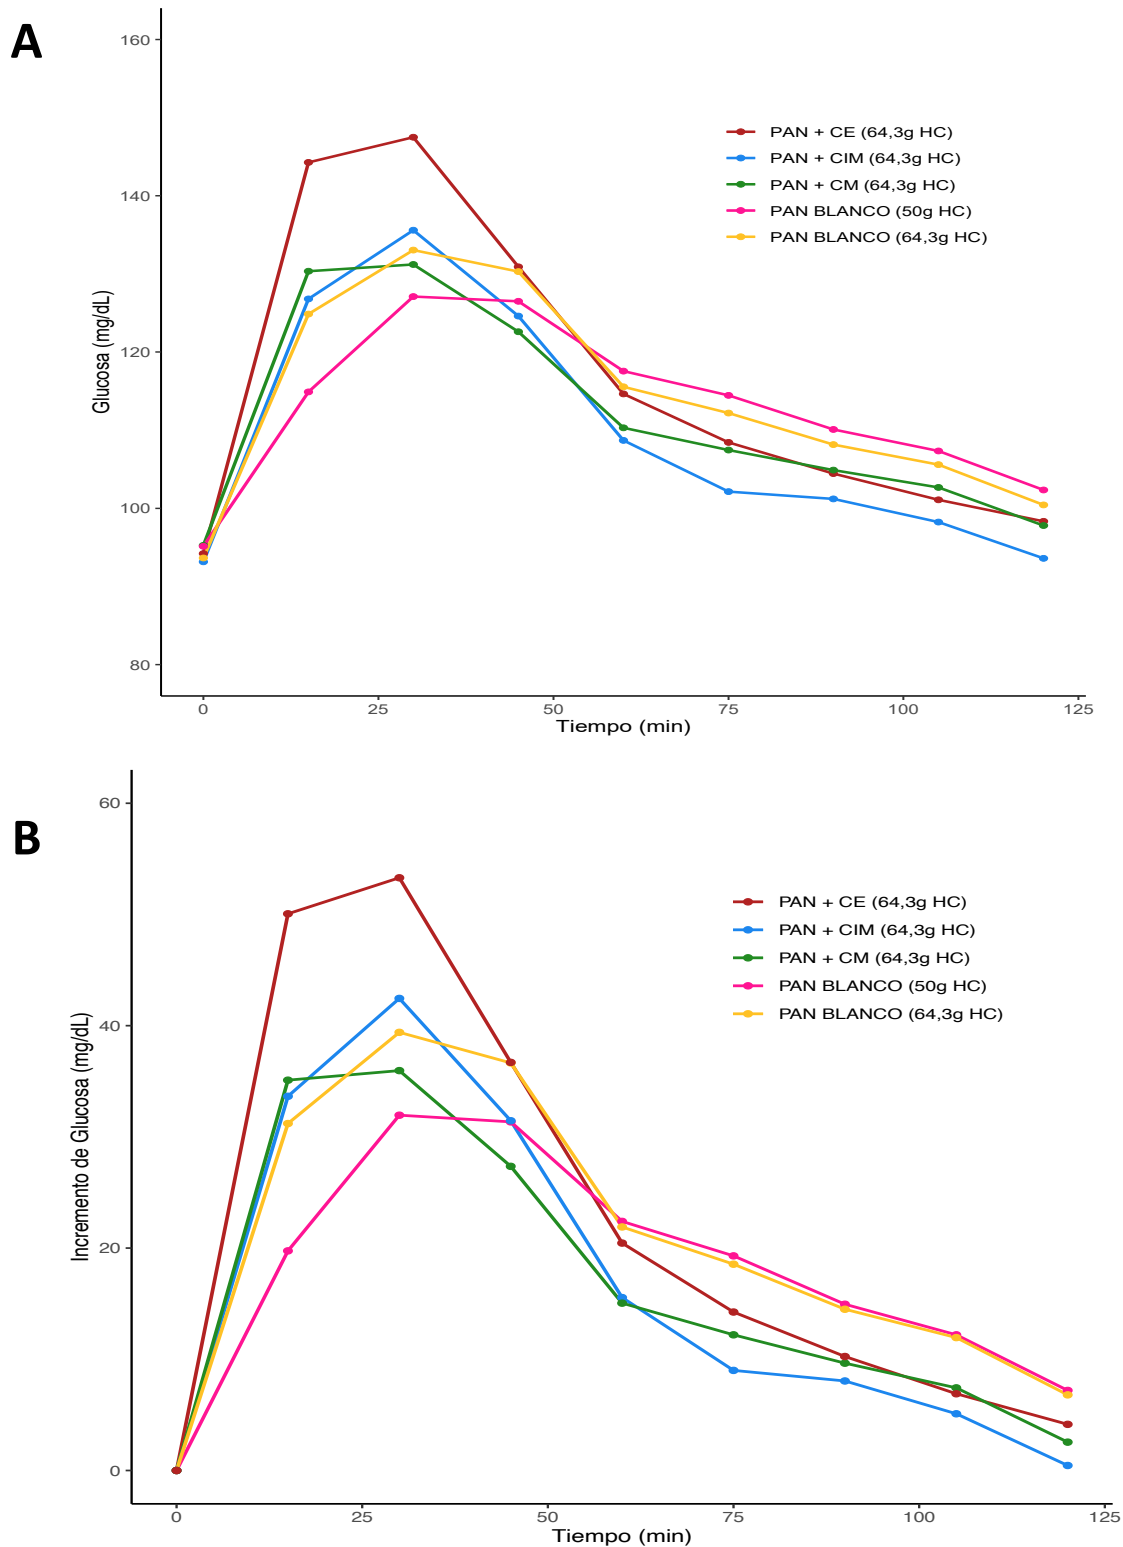 A
160
140
120
100
80
Glucosa (mg/dL)
PAN + CE (64,3g HC)
PAN + CIM (64,3g HC)
PAN + CM (64,3g HC)
PAN BLANCO (50g HC)
PAN BLANCO (64,3g HC)
0 25 50 75 100 125
Tiempo (min)
B
60
40
20
0
Incremento de Glucosa (mg/dL)
PAN + CE (64,3g HC)
PAN + CIM (64,3g HC)
PAN + CM (64,3g HC)
PAN BLANCO (50g HC)
PAN BLANCO (64,3g HC)
0 25 50 75 100 125
Tiempo (min)